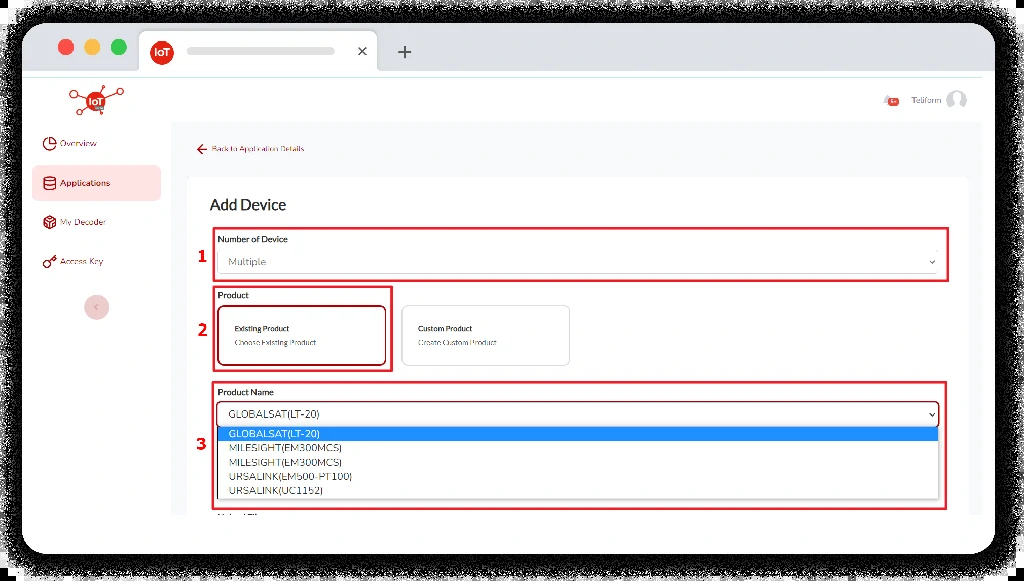 IoT
IoT
Teliform
Overview
Applications
My Decoder
Access Key
Back to Application Details
Add Device
1
Number of Device
Multiple
2
Product
Existing Product
Choose Existing Product
Custom Product
Create Custom Product
3
Product Name
GLOBALSAT(LT-20)
GLOBALSAT(LT-20)
MILESIGHT(EM300MCS)
MILESIGHT(EM300MCS)
URSALINK(EM500-PT100)
URSALINK(UC1152)